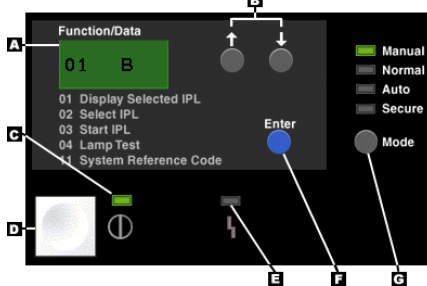 B
Function/Data
A
01 B
Manual
Normal
Auto
Secure
01 Display Selected IPL
02 Select IPL
03 Start IPL
04 Lamp Test
11 System Reference Code
Enter
Mode
C
D
E
F
G